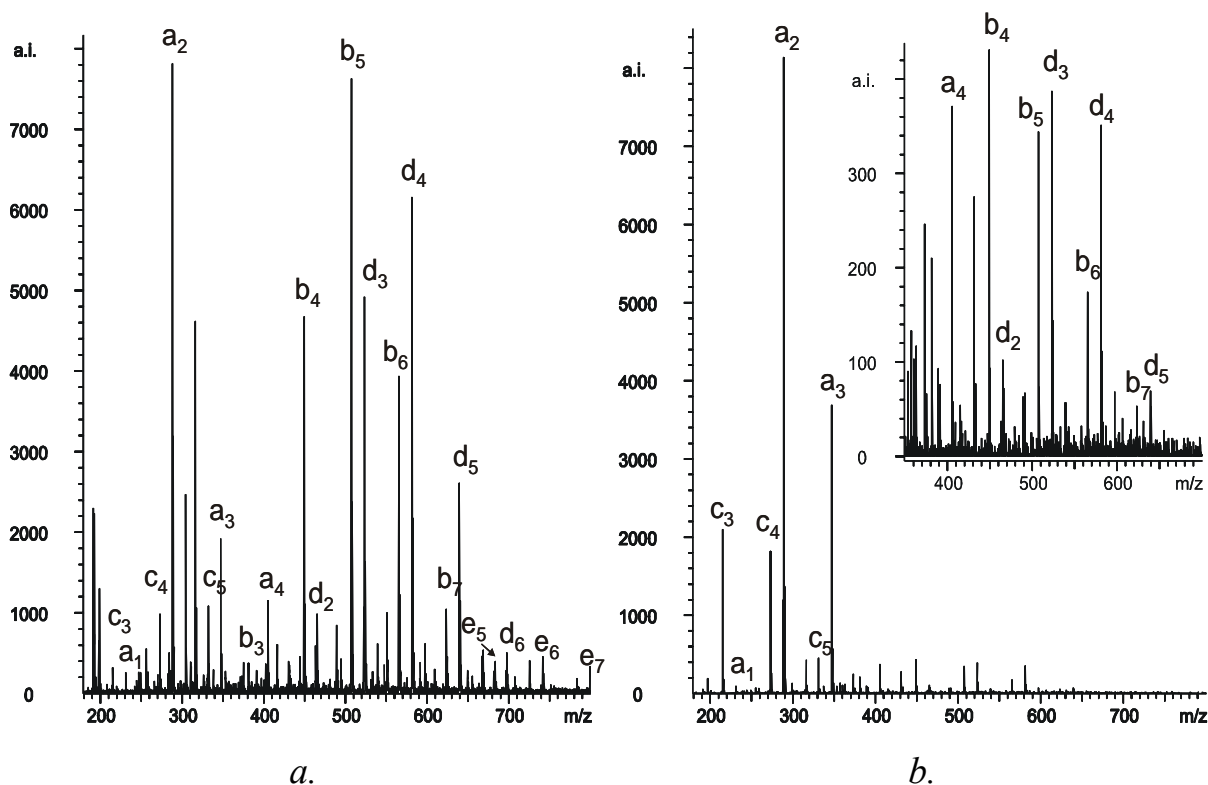 a.i.
7000
6000
5000
4000
3000
2000
1000
0
200 300 400 500 600 700 m/z
a₂
b₅
d₄
d₃
b₄
b₆
d₅
a₃
c₄
c₅
a₄
b₇
d₂
c₃
a₁
b₃
e₅
d₆
e₆
e₇
a.
a.i.
7000
6000
5000
4000
3000
2000
1000
0
200 300 400 500 600 700 m/z
a₂
a₃
c₃
c₄
c₅
a₁
a.i.
300
200
100
0
400 500 600 m/z
b₄
d₃
a₄
b₅
d₄
b₆
d₂
b₇
d₅
b.